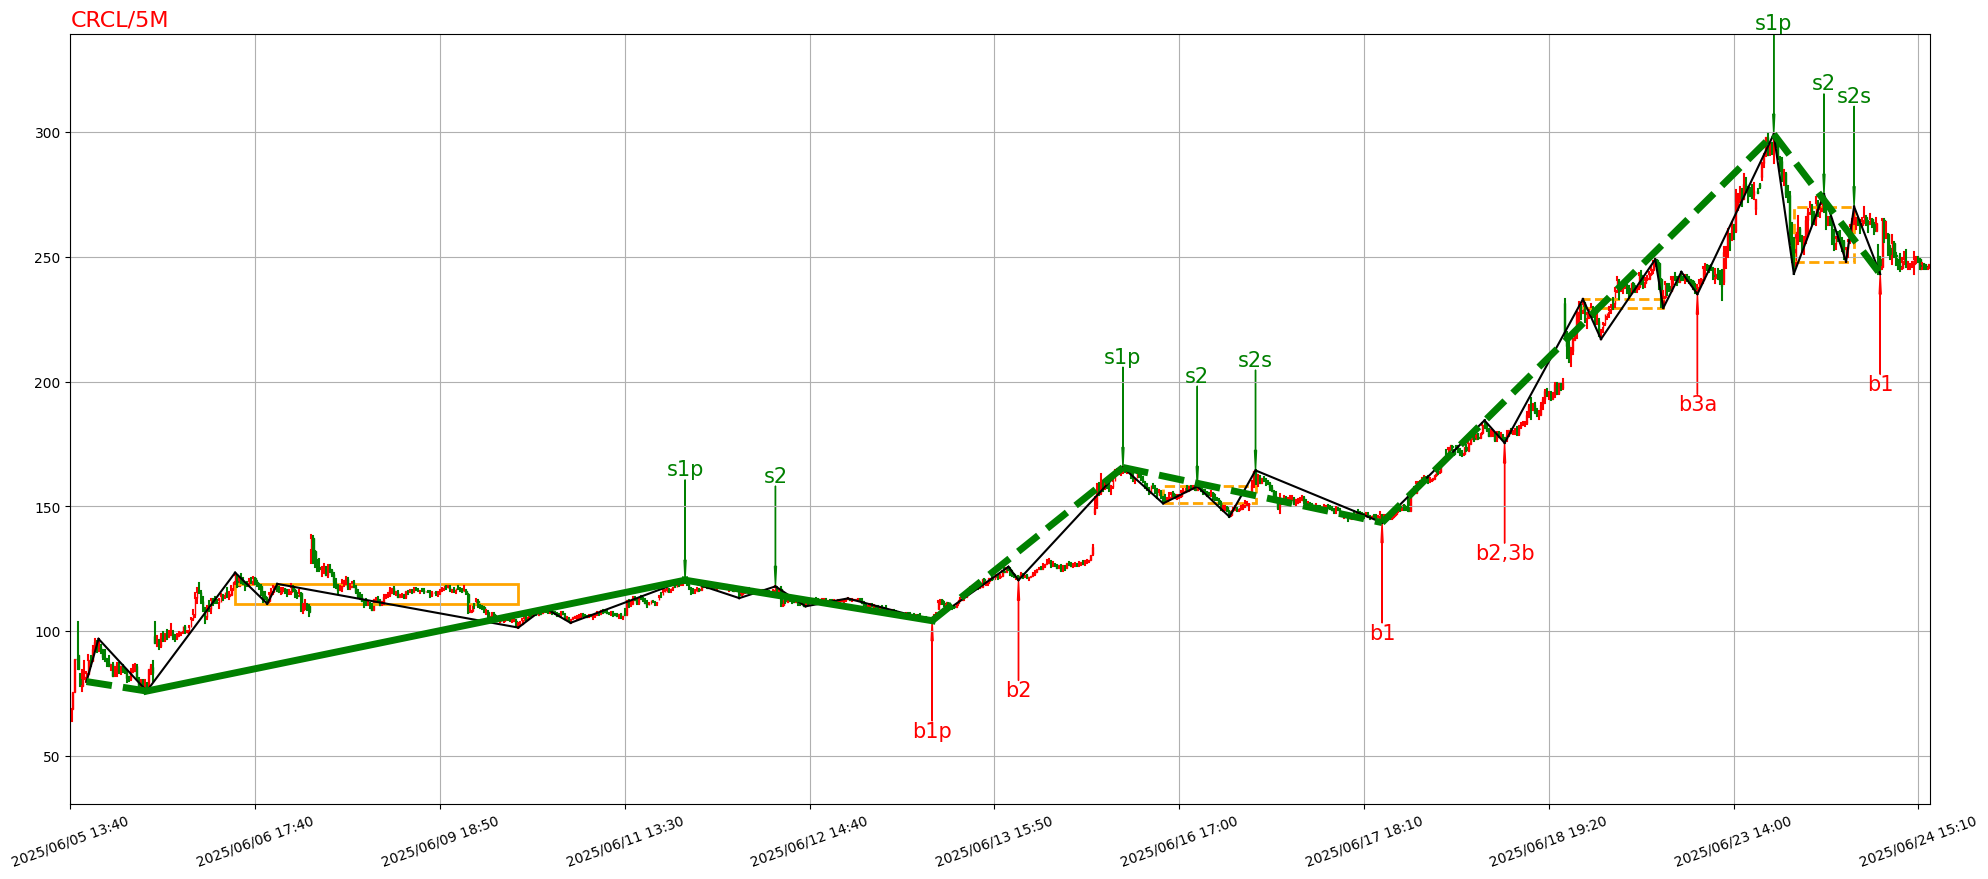 CRCL/5M
s1p
s2
s2s
300
250
200
150
100
50
s1p
s2
s2s
b1
b3a
s1p
s2
b2,3b
b1
b2
b1p
2025/06/05 13:40
2025/06/06 17:40
2025/06/09 18:50
2025/06/11 13:30
2025/06/12 14:40
2025/06/13 15:50
2025/06/16 17:00
2025/06/17 18:10
2025/06/18 19:20
2025/06/23 14:00
2025/06/24 15:10